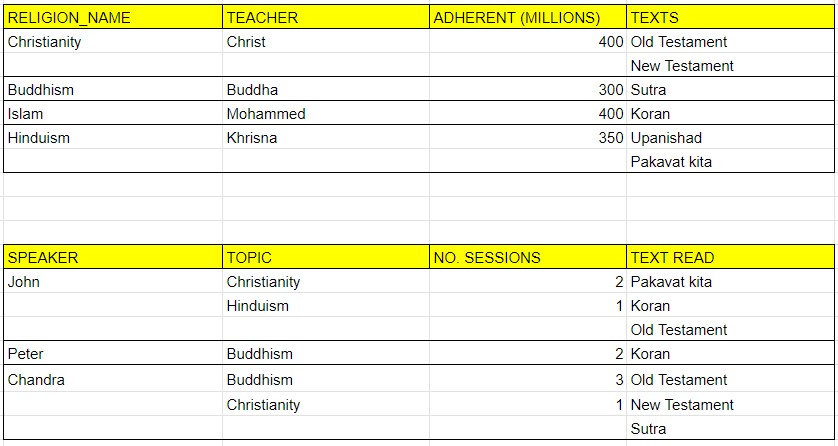 RELIGION_NAME TEACHER ADHERENT (MILLIONS) TEXTS
Christianity Christ 400 Old Testament
New Testament
Buddhism Buddha 300 Sutra
Islam Mohammed 400 Koran
Hinduism Khrisna 350 Upanishad
Pakavat kita
SPEAKER TOPIC NO. SESSIONS TEXT READ
John Christianity 2 Pakavat kita
Hinduism 1 Koran
Old Testament
Peter Buddhism 2 Koran
Chandra Buddhism 3 Old Testament
Christianity 1 New Testament
Sutra